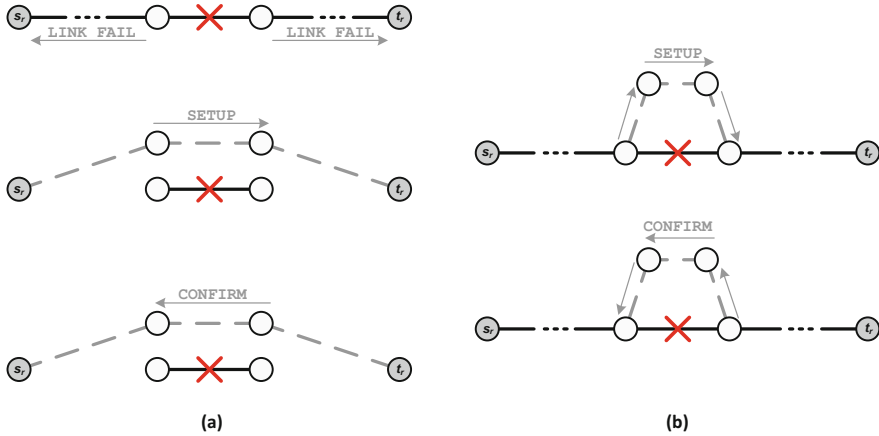 s_r t_r
LINK FAIL LINK FAIL
SETUP
s_r t_r
CONFIRM
s_r t_r
(a)
SETUP
s_r t_r
CONFIRM
s_r t_r
(b)